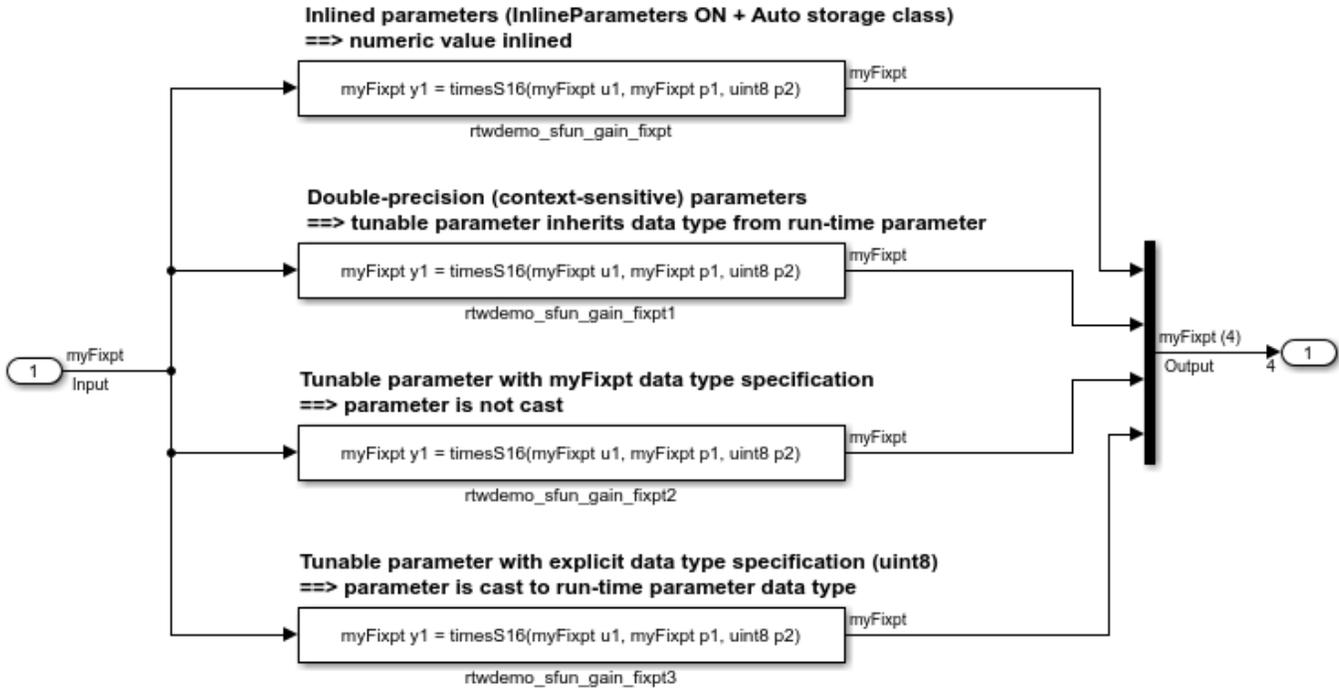 Inlined parameters (InlineParameters ON + Auto storage class)
==> numeric value inlined
myFixpt y1 = timesS16(myFixpt u1, myFixpt p1, uint8 p2)
myFixpt
rtwdemo_sfun_gain_fixpt
Double-precision (context-sensitive) parameters
==> tunable parameter inherits data type from run-time parameter
myFixpt y1 = timesS16(myFixpt u1, myFixpt p1, uint8 p2)
myFixpt
rtwdemo_sfun_gain_fixpt1
1
myFixpt
Input
myFixpt (4)
Output
4
1
Tunable parameter with myFixpt data type specification
==> parameter is not cast
myFixpt y1 = timesS16(myFixpt u1, myFixpt p1, uint8 p2)
myFixpt
rtwdemo_sfun_gain_fixpt2
Tunable parameter with explicit data type specification (uint8)
==> parameter is cast to run-time parameter data type
myFixpt y1 = timesS16(myFixpt u1, myFixpt p1, uint8 p2)
myFixpt
rtwdemo_sfun_gain_fixpt3